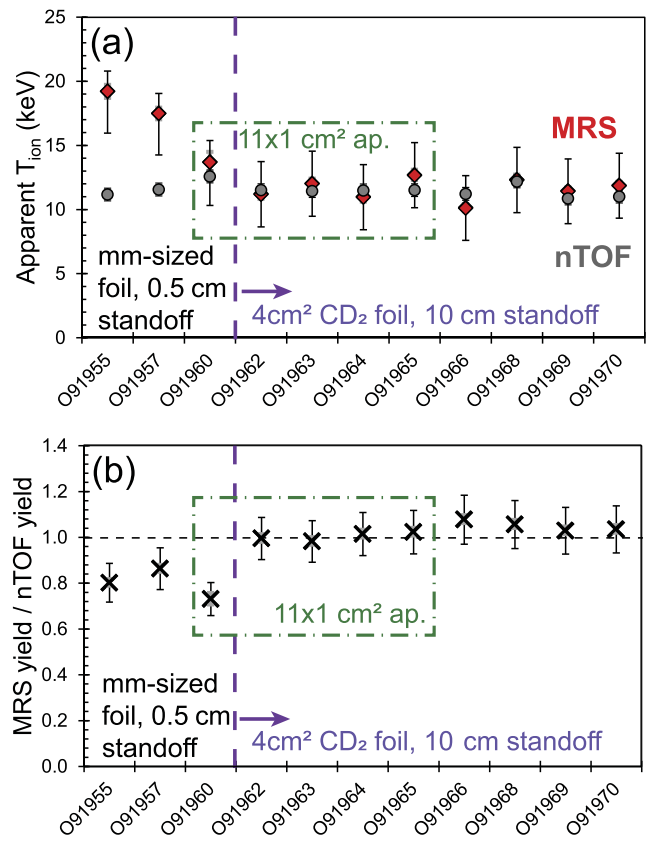 25
20
15
10
5
0
Apparent Tᵢₒₙ (keV)
(a)
11x1 cm² ap.
MRS
nTOF
mm-sized
foil, 0.5 cm
standoff
4cm² CD₂ foil, 10 cm standoff
O91955
O91957
O91960
O91962
O91963
O91964
O91965
O91966
O91968
O91969
O91970
1.4
1.2
1.0
0.8
0.6
0.4
0.2
0.0
MRS yield / nTOF yield
(b)
11x1 cm² ap.
mm-sized
foil, 0.5 cm
standoff
4cm² CD₂ foil, 10 cm standoff
O91955
O91957
O91960
O91962
O91963
O91964
O91965
O91966
O91968
O91969
O91970